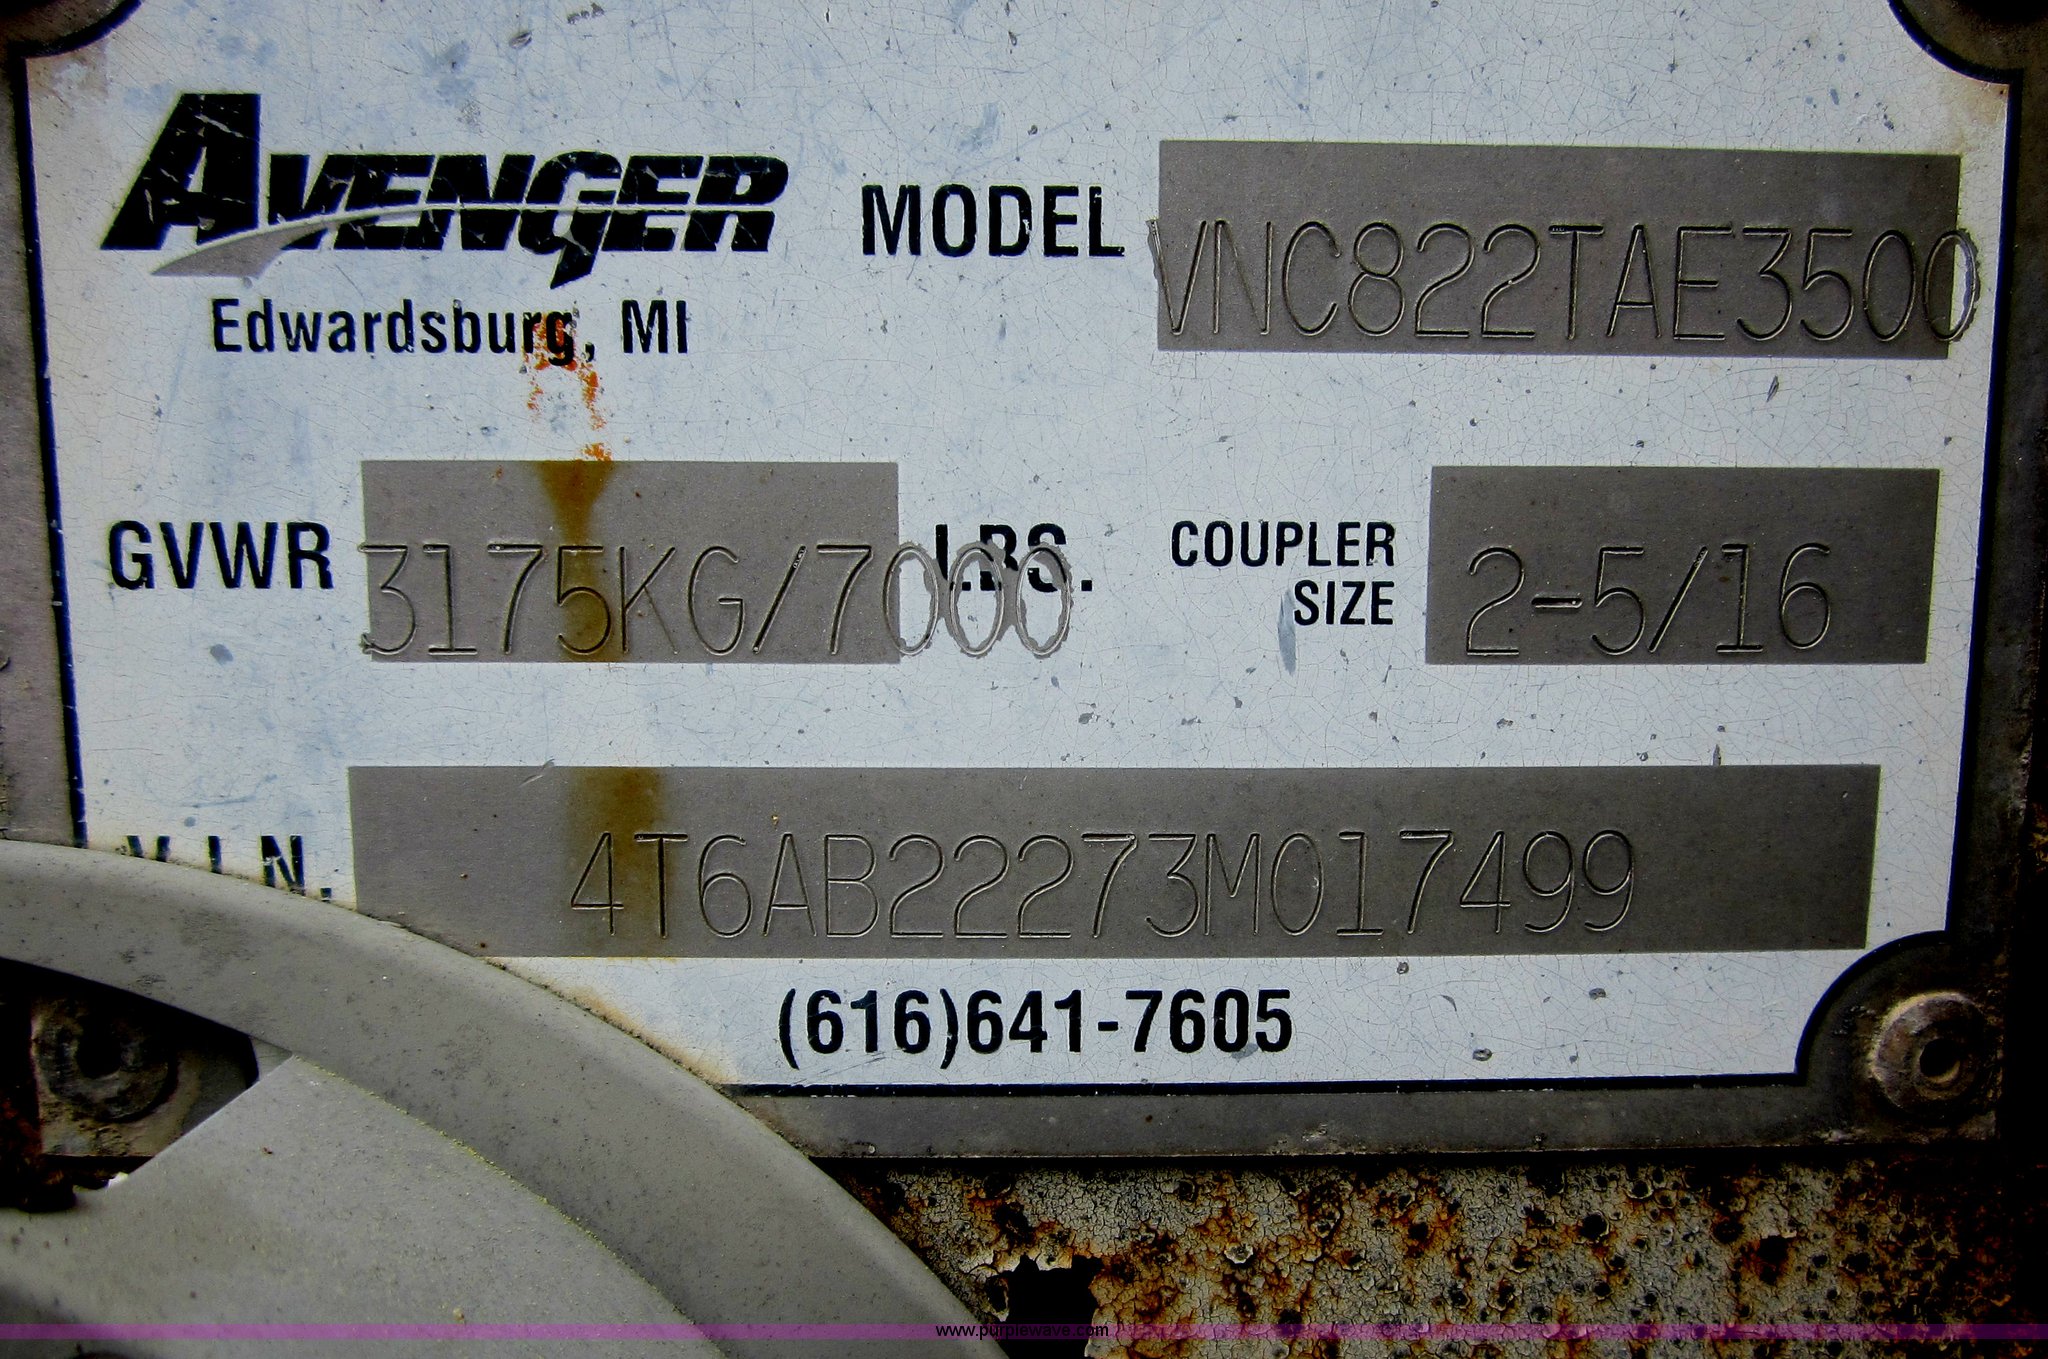 AVENGER
Edwardsburg, MI
MODEL VNC822TAE3500
GVWR 3175KG/7000 LBS.
COUPLER SIZE 2-5/16
V.I.N. 4T6AB22273M017499
(616)641-7605
www.purplewave.com